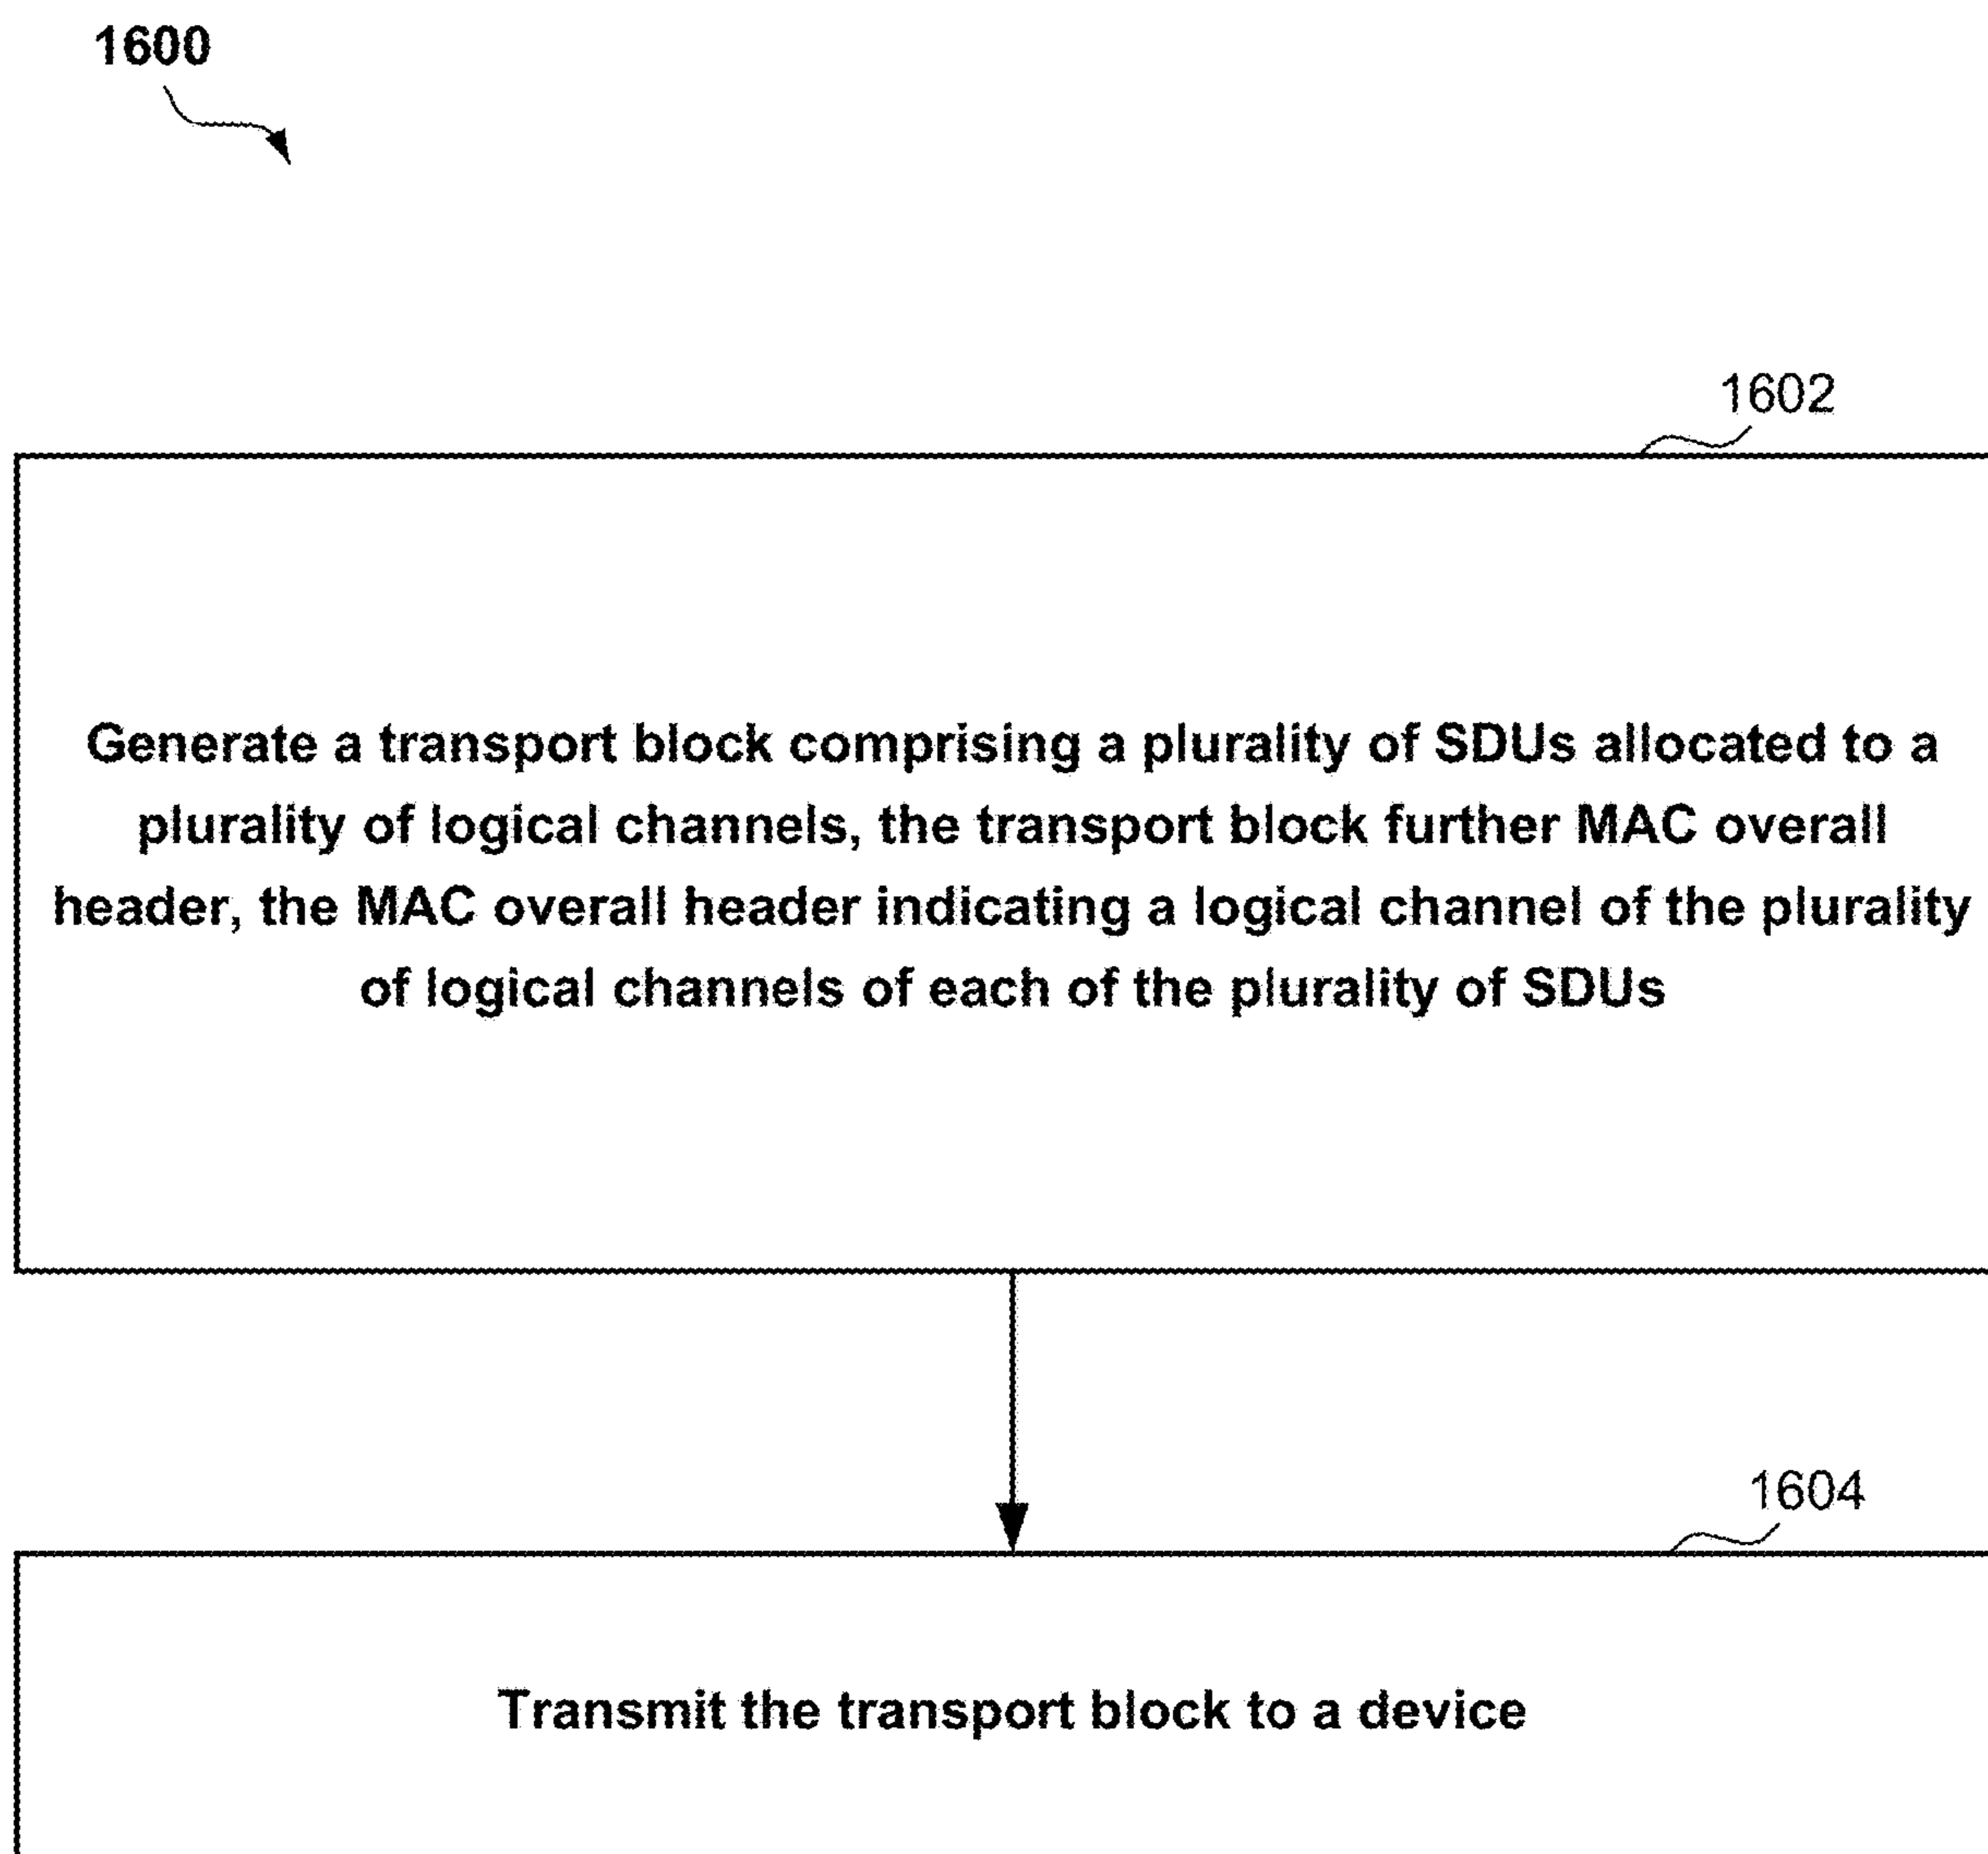 1600
1602
Generate a transport block comprising a plurality of SDUs allocated to a
plurality of logical channels, the transport block further MAC overall
header, the MAC overall header indicating a logical channel of the plurality
of logical channels of each of the plurality of SDUs
1604
Transmit the transport block to a device